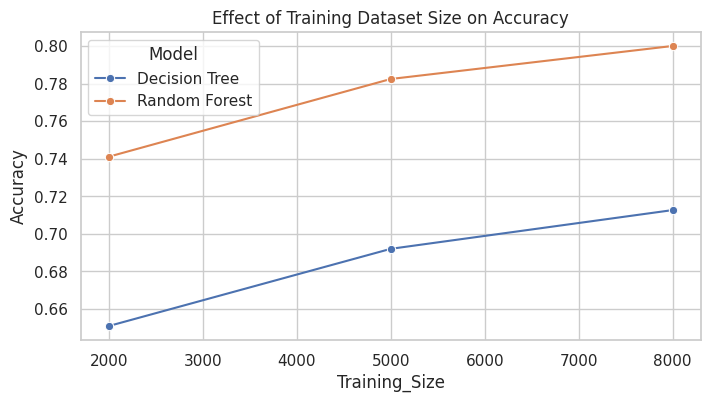 Effect of Training Dataset Size on Accuracy
Model
Decision Tree
Random Forest
Accuracy
0.80
0.78
0.76
0.74
0.72
0.70
0.68
0.66
2000 3000 4000 5000 6000 7000 8000
Training_Size